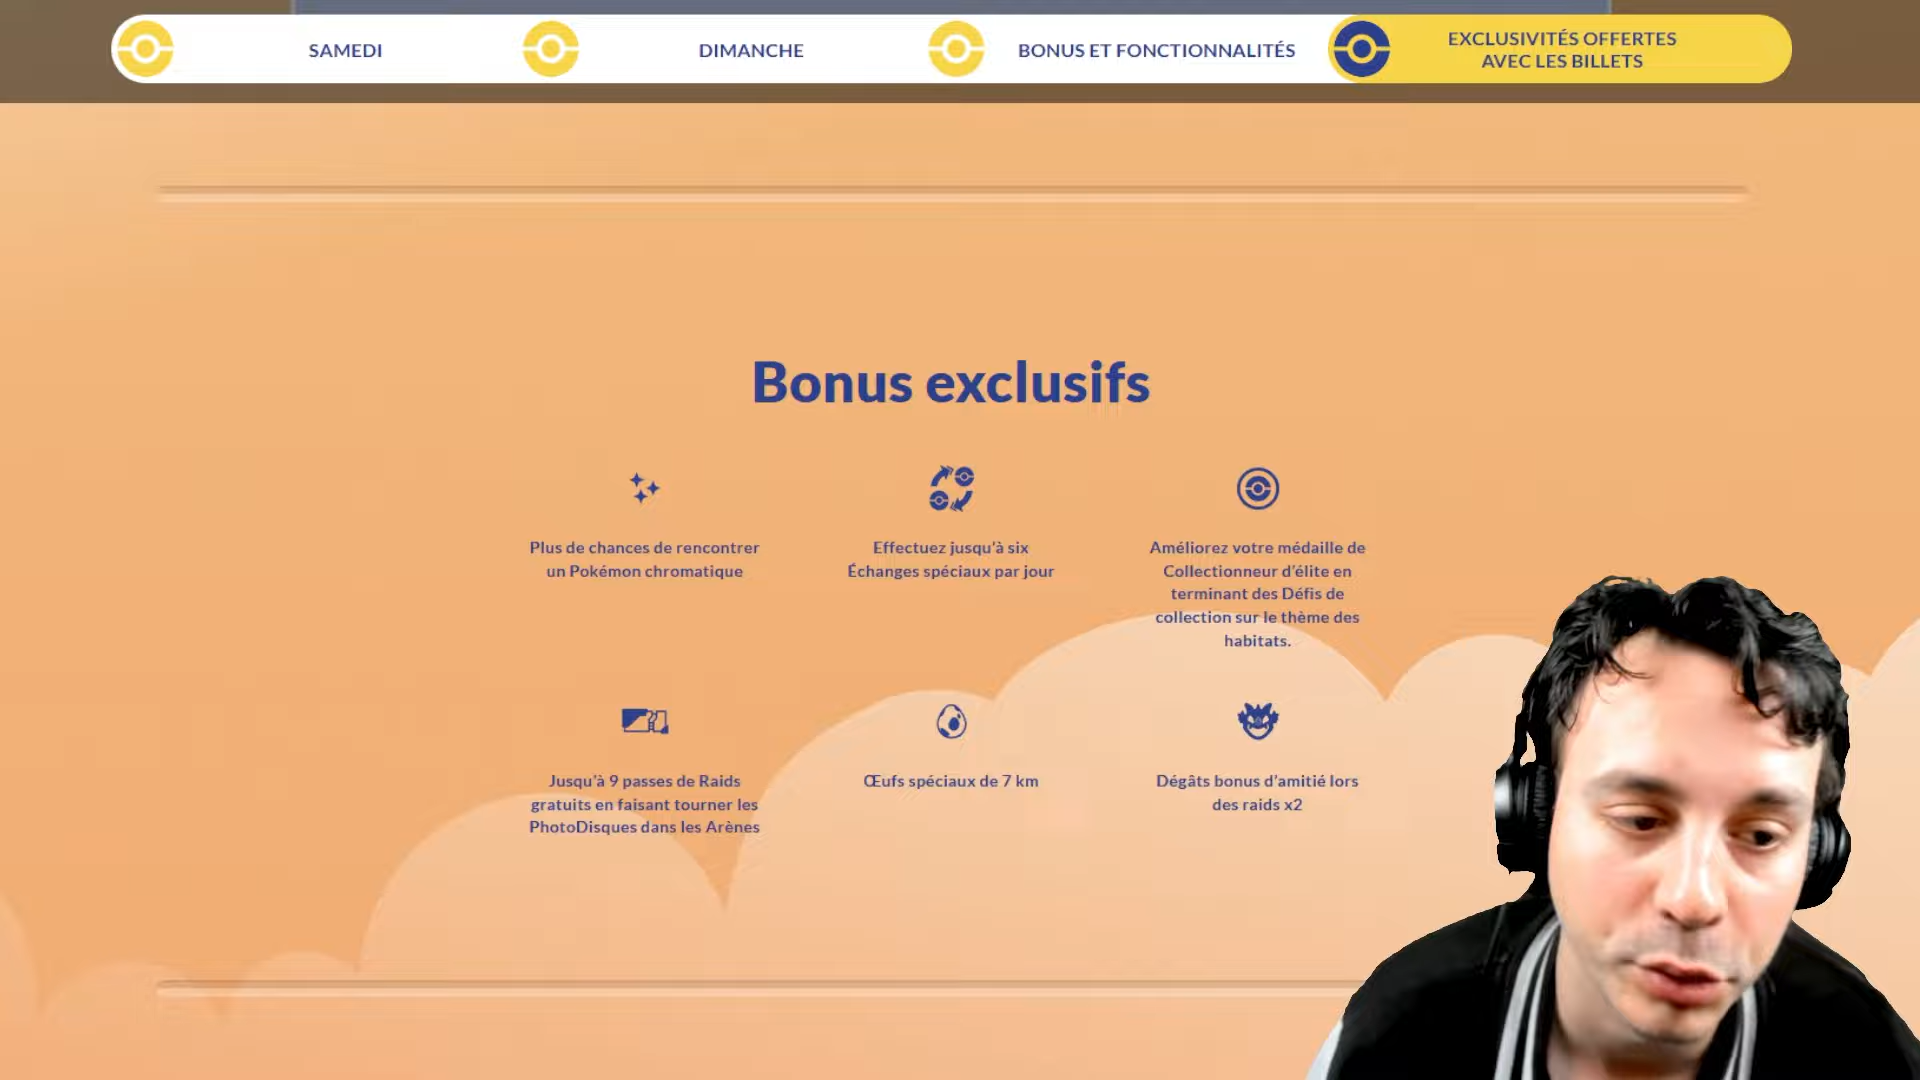 SAMEDI
DIMANCHE
BONUS ET FONCTIONNALITÉS
EXCLUSIVITÉS OFFERTES
AVEC LES BILLETS
Bonus exclusifs
Plus de chances de rencontrer
un Pokémon chromatique
Effectuez jusqu'à six
Échanges spéciaux par jour
Améliorez votre médaille de
Collectionneur d'élite en
terminant des Défis de
collection sur le thème des
habitats.
Jusqu'à 9 passes de Raids
gratuits en faisant tourner les
PhotoDisques dans les Arènes
Œufs spéciaux de 7 km
Dégâts bonus d'amitié lors
des raids x2